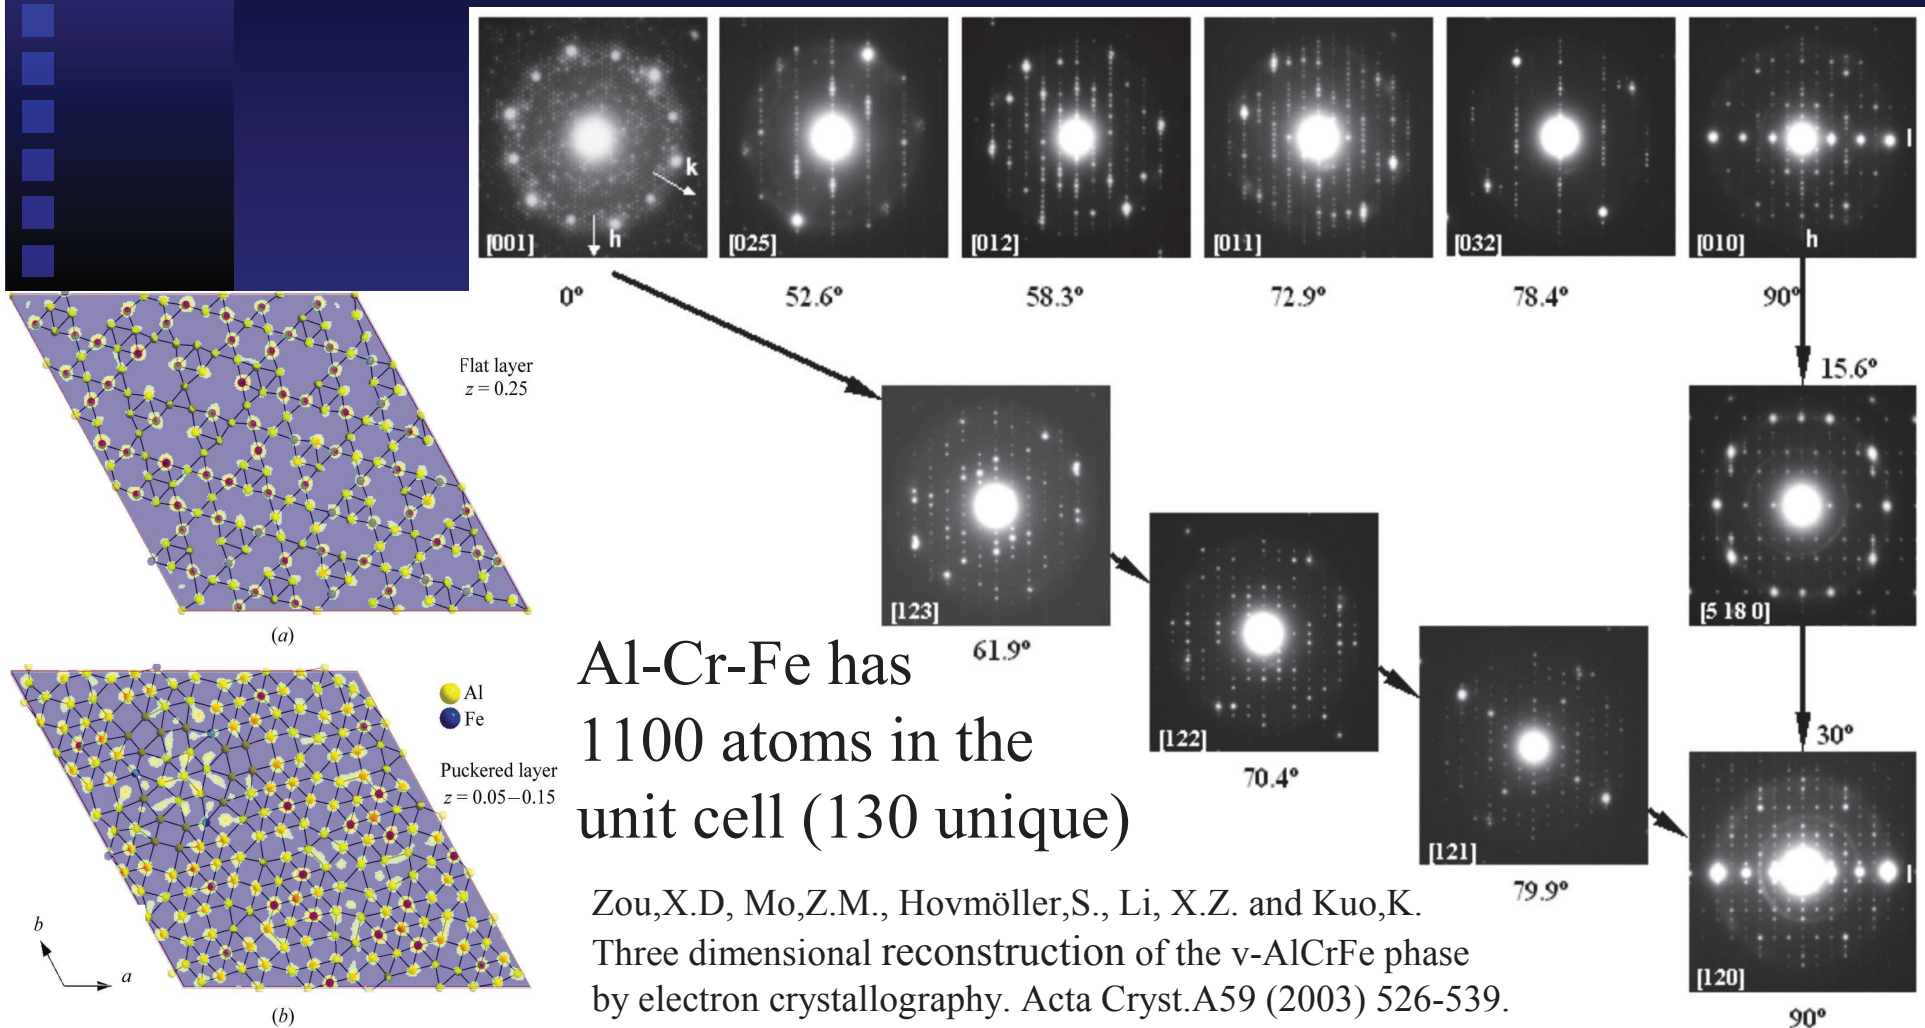 [001]
k
h
[025]
[012]
[011]
[032]
[010]
l
h
0°
52.6°
58.3°
72.9°
78.4°
90°
Flat layer
z = 0.25
(a)
15.6°
[123]
61.9°
[122]
70.4°
[121]
79.9°
[5 18 0]
30°
[120]
l
90°
Al
Fe
Puckered layer
z = 0.05–0.15
b
a
(b)
Al-Cr-Fe has
1100 atoms in the
unit cell (130 unique)
Zou,X.D, Mo,Z.M., Hovmöller,S., Li, X.Z. and Kuo,K.
Three dimensional reconstruction of the v-AlCrFe phase
by electron crystallography. Acta Cryst.A59 (2003) 526-539.